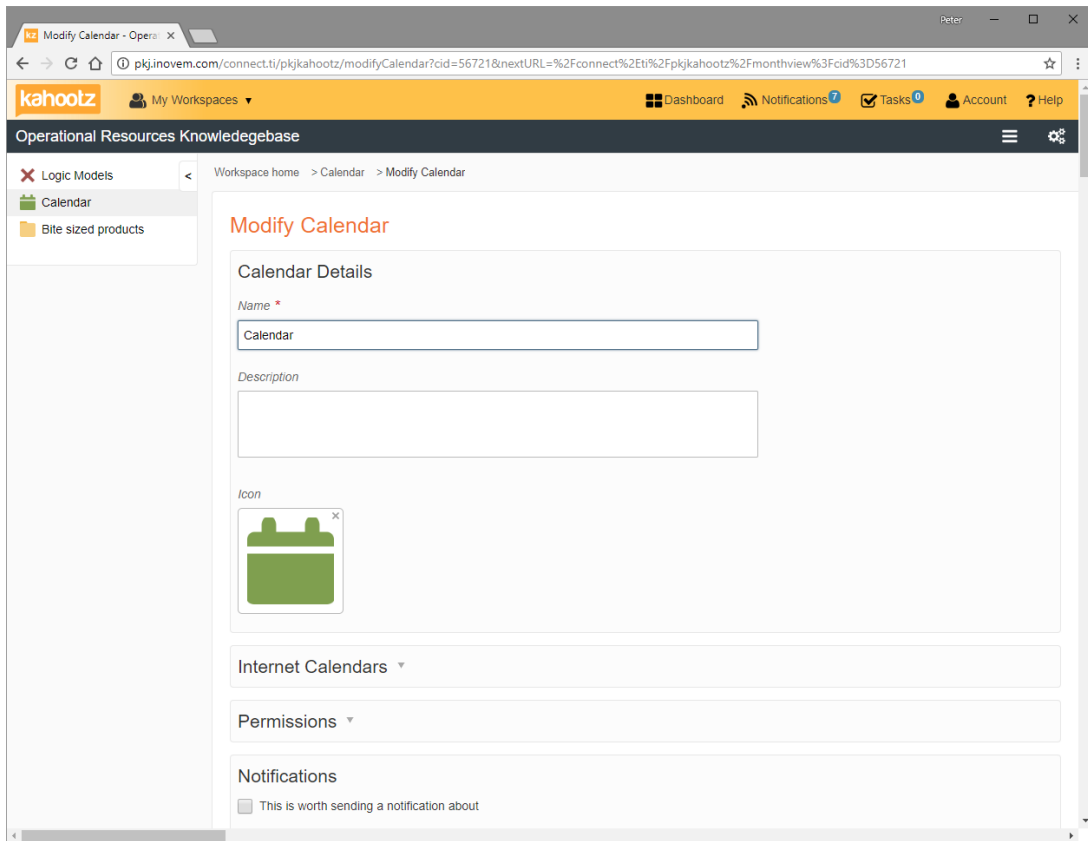 Peter
kz Modify Calendar - Opera
pkj.inovem.com/connect.ti/pkjkahootz/modifyCalendar?cid=56721&nextURL=%2Fconnect%2Eti%2Fpkjkahootz%2Fmonthview%3Fcid%3D56721
kahootz My Workspaces ▼ Dashboard Notifications 7 Tasks 0 Account ? Help
Operational Resources Knowledegebase
Logic Models <
Workspace home > Calendar > Modify Calendar
Calendar
Bite sized products
Modify Calendar
Calendar Details
Name *
Calendar
Description
Icon
Internet Calendars ▼
Permissions ▼
Notifications
This is worth sending a notification about